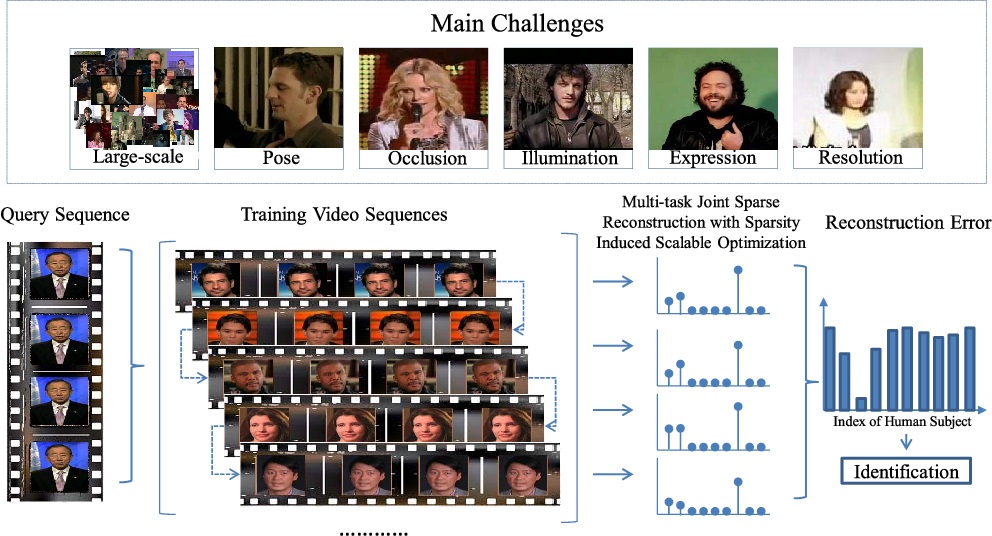 Main Challenges
Large-scale
Pose
Occlusion
Illumination
Expression
Resolution
Query Sequence
Training Video Sequences
Multi-task Joint Sparse
Reconstruction with Sparsity
Induced Scalable Optimization
Reconstruction Error
Index of Human Subject
Identification
............